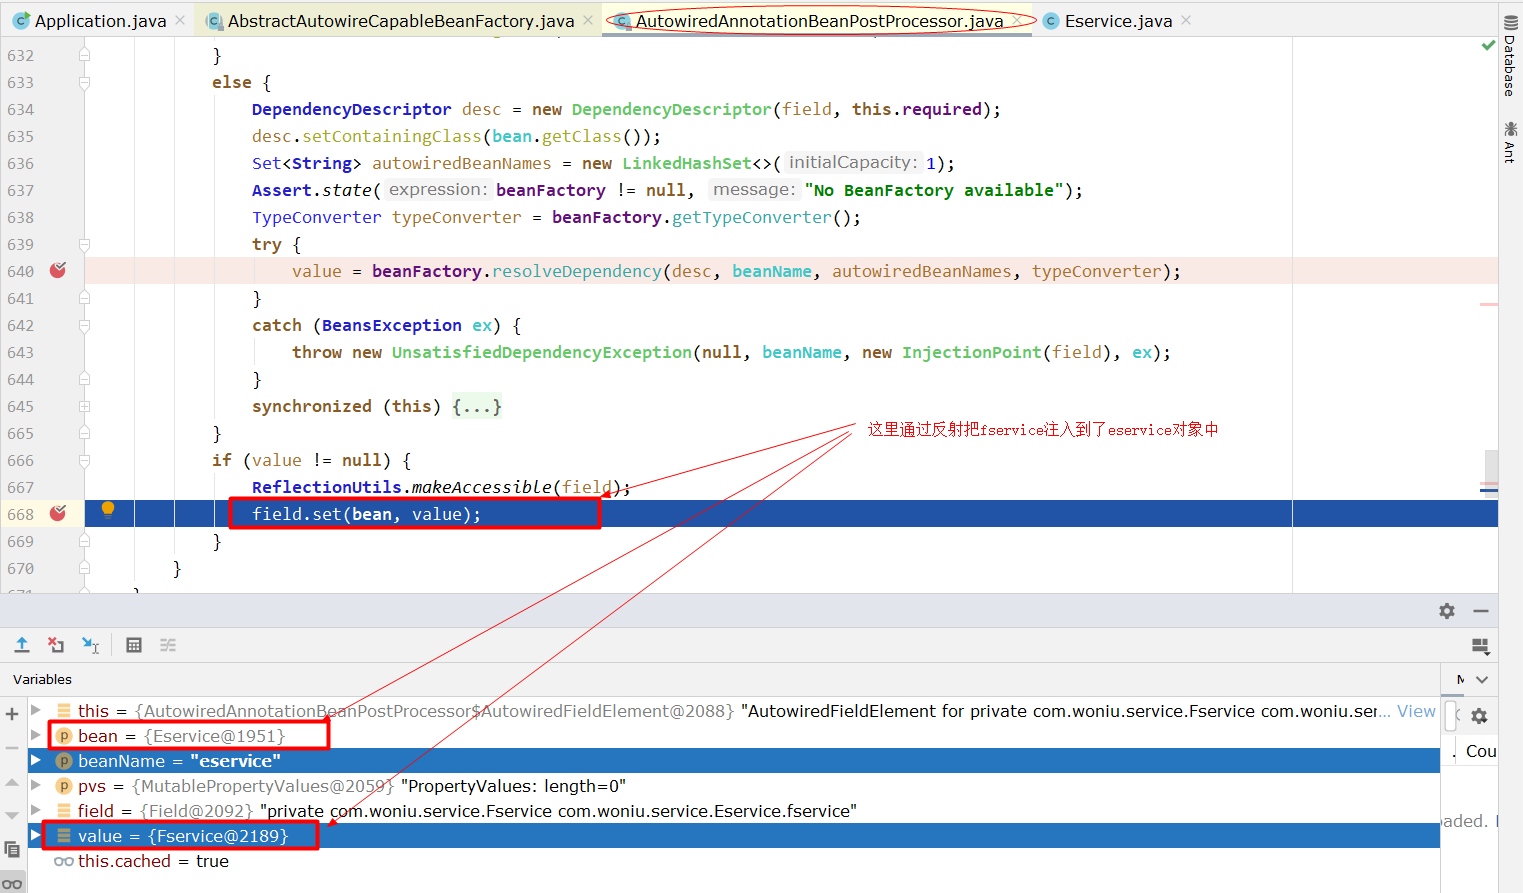 Application.java
AbstractAutowireCapableBeanFactory.java
AutowiredAnnotationBeanPostProcessor.java
Eservice.java
Database
Ant
632 }
633 else {
634 DependencyDescriptor desc = new DependencyDescriptor(field, this.required);
635 desc.setContainingClass(bean.getClass());
636 Set<String> autowiredBeanNames = new LinkedHashSet<>( initialCapacity: 1);
637 Assert.state( expression: beanFactory != null, message: "No BeanFactory available");
638 TypeConverter typeConverter = beanFactory.getTypeConverter();
639 try {
640 value = beanFactory.resolveDependency(desc, beanName, autowiredBeanNames, typeConverter);
641 }
642 catch (BeansException ex) {
643 throw new UnsatisfiedDependencyException(null, beanName, new InjectionPoint(field), ex);
644 }
645 synchronized (this) {...}
665 }
这里通过反射把fservice注入到了eservice对象中
666 if (value != null) {
667 ReflectionUtils.makeAccessible(field);
668 field.set(bean, value);
669 }
670 }
671 }
Variables
this = {AutowiredAnnotationBeanPostProcessor$AutowiredFieldElement@2088} "AutowiredFieldElement for private com.woniu.service.Fservice com.woniu.ser... View
bean = {Eservice@1951}
beanName = "eservice"
pvs = {MutablePropertyValues@2059} "PropertyValues: length=0"
field = {Field@2092} "private com.woniu.service.Fservice com.woniu.service.Eservice.fservice"
value = {Fservice@2189}
this.cached = true
Cou